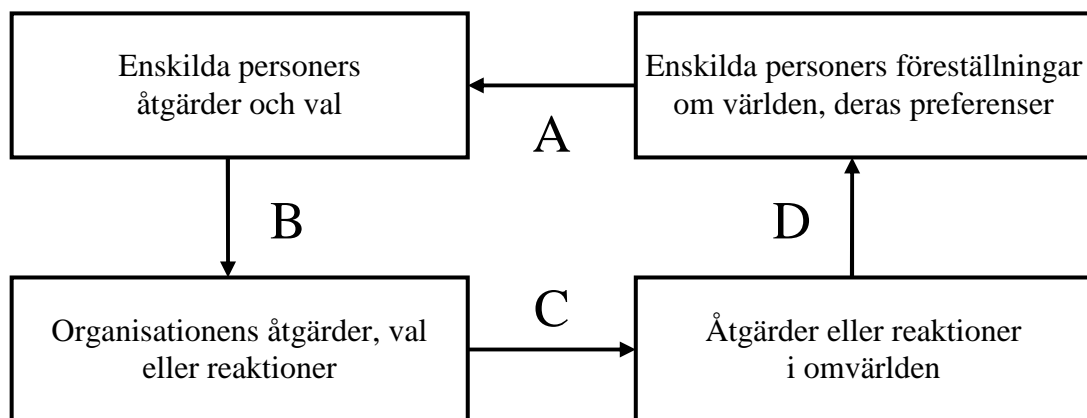 Enskilda personers
åtgärder och val
Enskilda personers föreställningar
om världen, deras preferenser
A
B
D
Organisationens åtgärder, val
eller reaktioner
C
Åtgärder eller reaktioner
i omvärlden